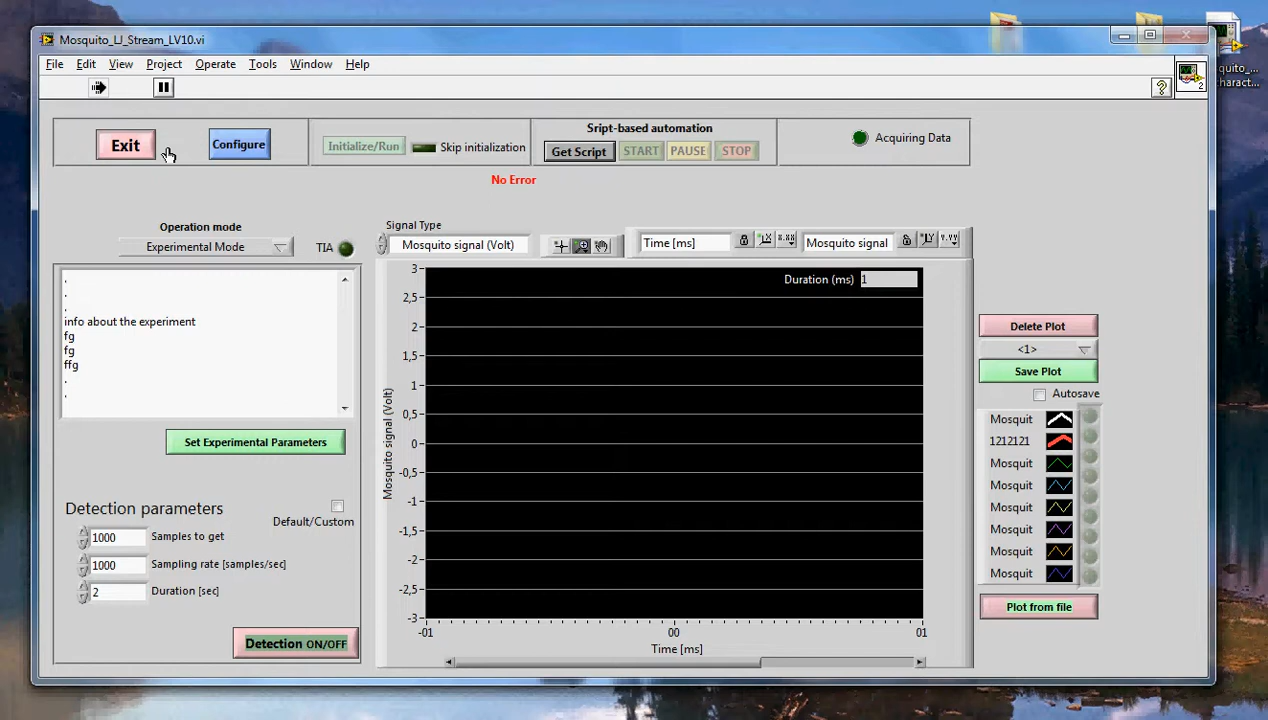 Mosquito_LJ_Stream_LV10.vi
File Edit View Project Operate Tools Window Help
?
2
quito_...
charact...
Exit
Configure
Initialize/Run
Skip initialization
Sript-based automation
Get Script START PAUSE STOP
Acquiring Data
No Error
Operation mode
Experimental Mode
TIA
.
.
.
info about the experiment
fg
fg
ffg
.
.
Set Experimental Parameters
Detection parameters
Default/Custom
1000 Samples to get
1000 Sampling rate [samples/sec]
2 Duration [sec]
Detection ON/OFF
Signal Type
Mosquito signal (Volt)
Time [ms]
Mosquito signal
Duration (ms) 1
Mosquito signal (Volt)
3
2,5
2
1,5
1
0,5
0
-0,5
-1
-1,5
-2
-2,5
-3
-01 00 01
Time [ms]
Delete Plot
<1>
Save Plot
Autosave
Mosquit
1212121
Mosquit
Mosquit
Mosquit
Mosquit
Mosquit
Mosquit
Plot from file